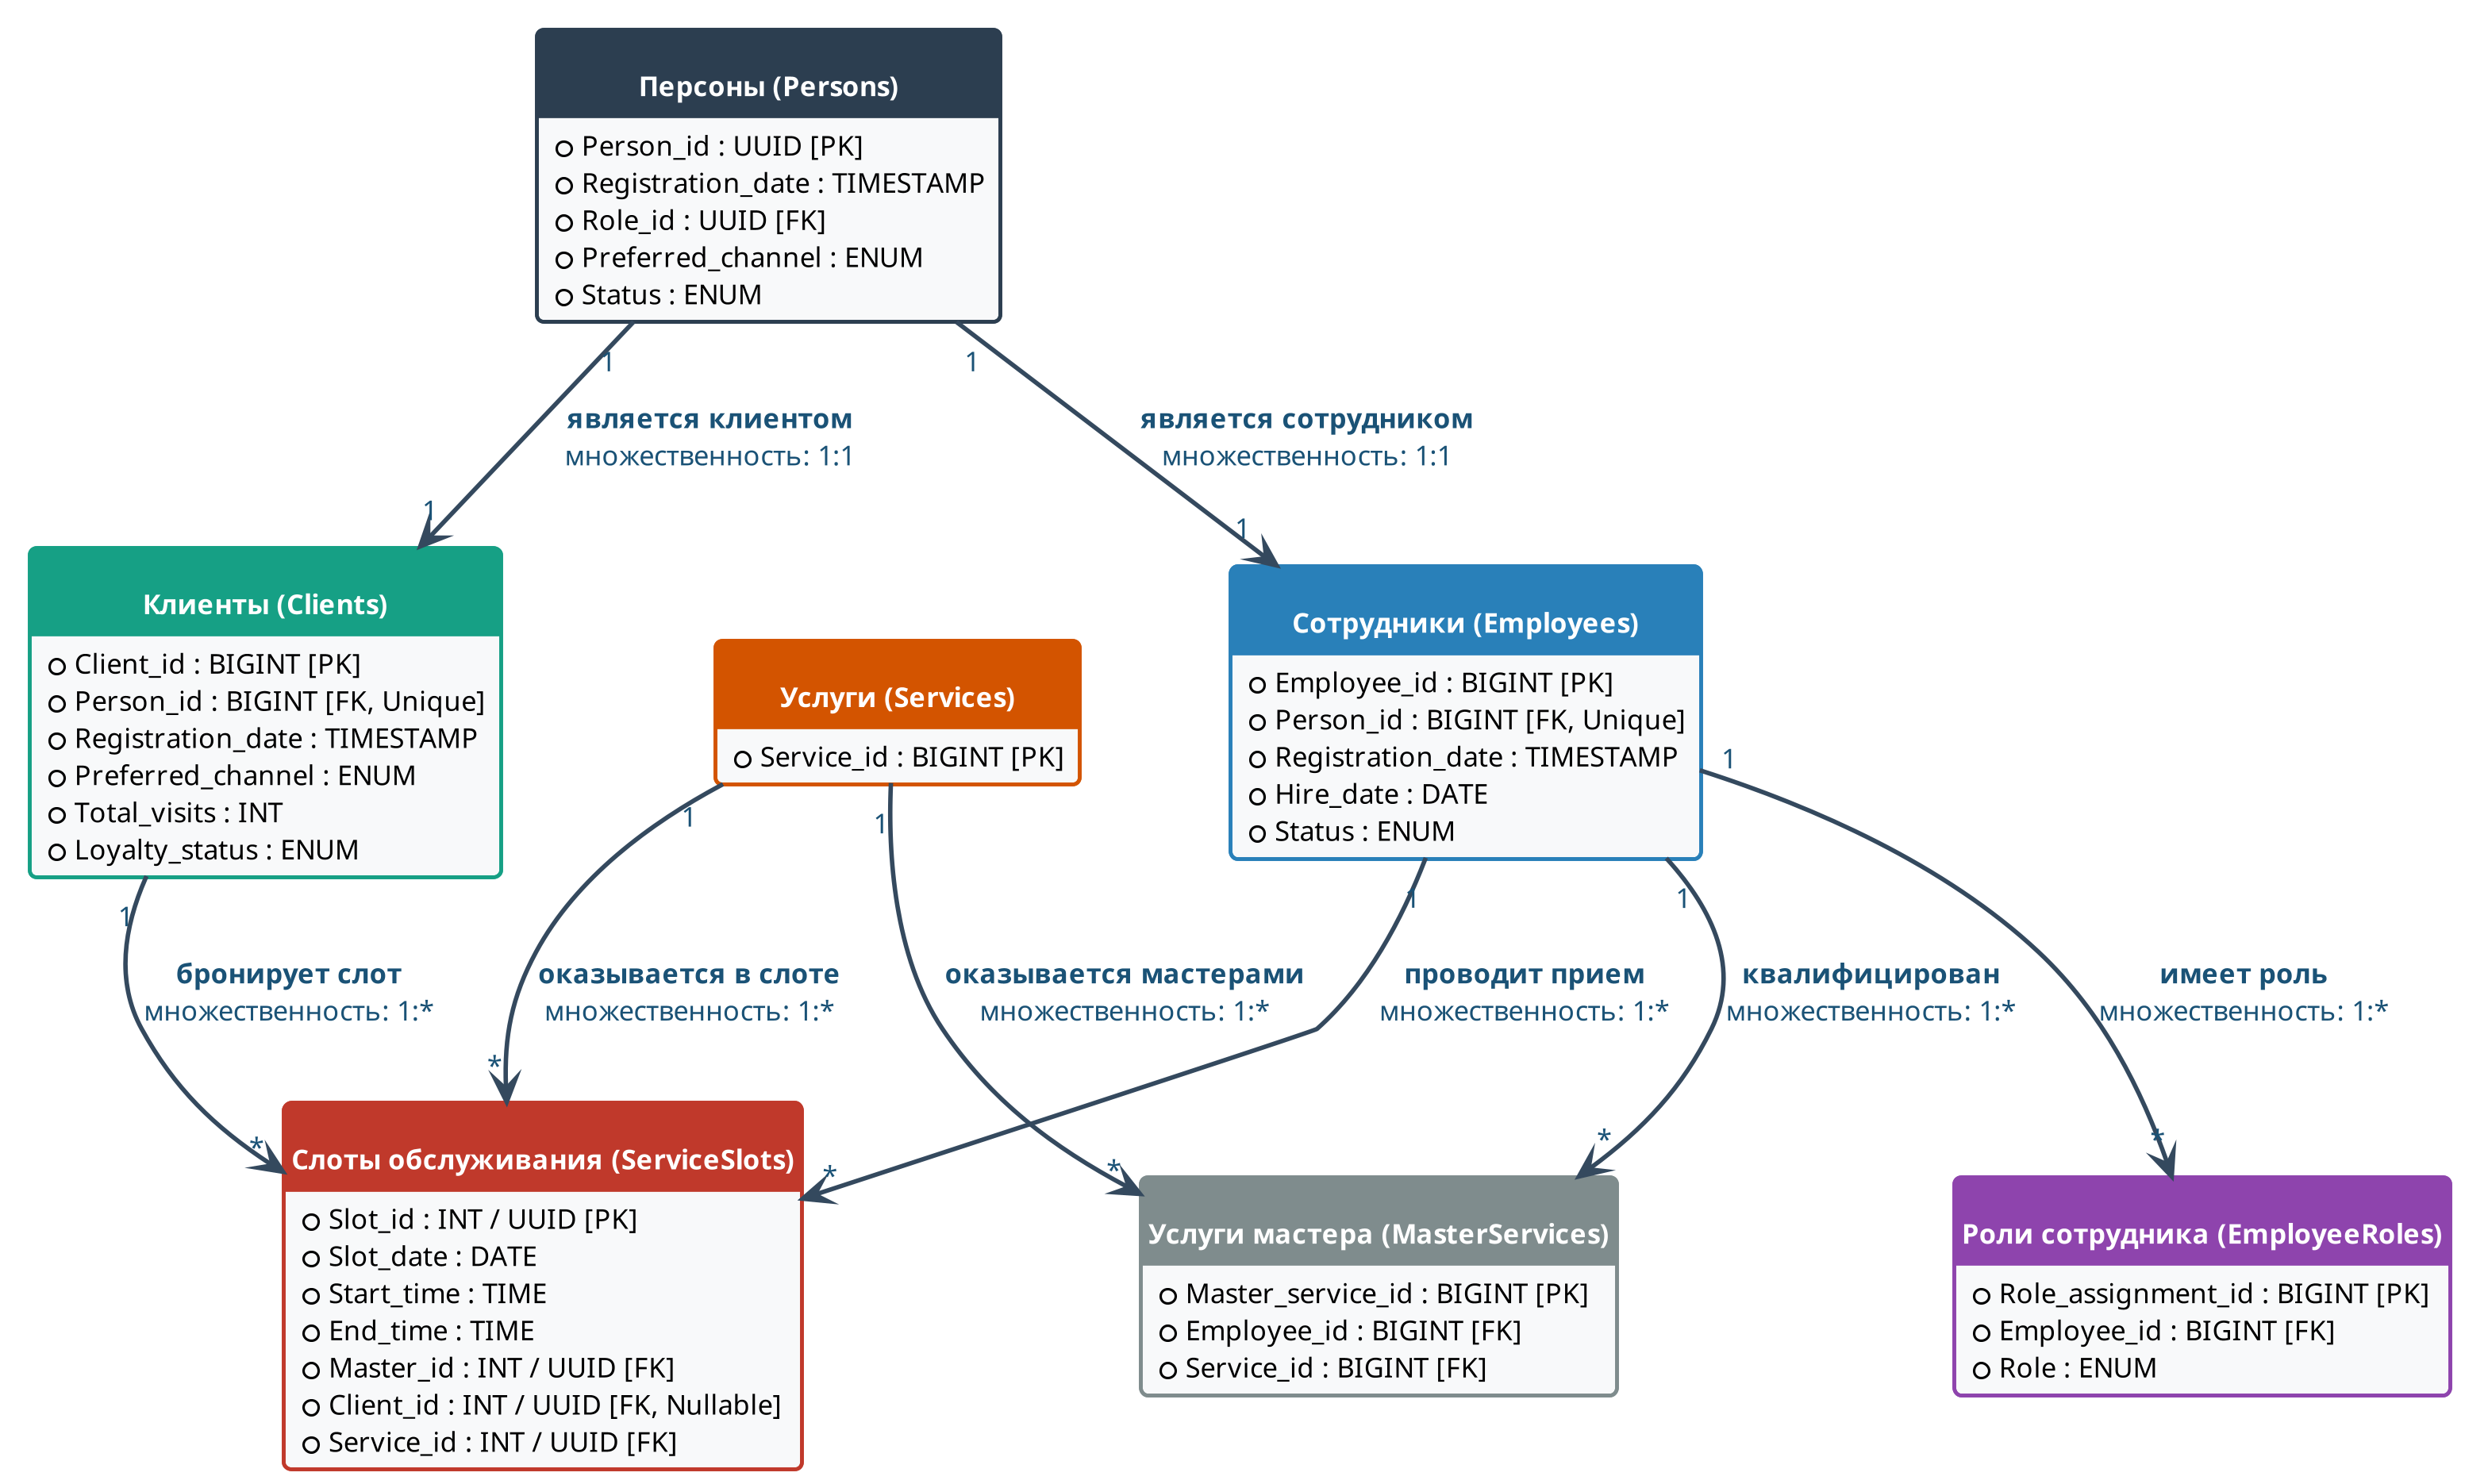 Персоны (Persons)
Person_id : UUID [PK]
Registration_date : TIMESTAMP
Role_id : UUID [FK]
Preferred_channel : ENUM
Status : ENUM
1
1
является клиентом
множественность: 1:1
является сотрудником
множественность: 1:1
1
1
Клиенты (Clients)
Client_id : BIGINT [PK]
Person_id : BIGINT [FK, Unique]
Registration_date : TIMESTAMP
Preferred_channel : ENUM
Total_visits : INT
Loyalty_status : ENUM
Услуги (Services)
Service_id : BIGINT [PK]
Сотрудники (Employees)
Employee_id : BIGINT [PK]
Person_id : BIGINT [FK, Unique]
Registration_date : TIMESTAMP
Hire_date : DATE
Status : ENUM
1
1
1
1
1
1
бронирует слот
множественность: 1:*
оказывается в слоте
множественность: 1:*
оказывается мастерами
множественность: 1:*
проводит прием
множественность: 1:*
квалифицирован
множественность: 1:*
имеет роль
множественность: 1:*
*
*
*
*
*
*
Слоты обслуживания (ServiceSlots)
Slot_id : INT / UUID [PK]
Slot_date : DATE
Start_time : TIME
End_time : TIME
Master_id : INT / UUID [FK]
Client_id : INT / UUID [FK, Nullable]
Service_id : INT / UUID [FK]
Услуги мастера (MasterServices)
Master_service_id : BIGINT [PK]
Employee_id : BIGINT [FK]
Service_id : BIGINT [FK]
Роли сотрудника (EmployeeRoles)
Role_assignment_id : BIGINT [PK]
Employee_id : BIGINT [FK]
Role : ENUM